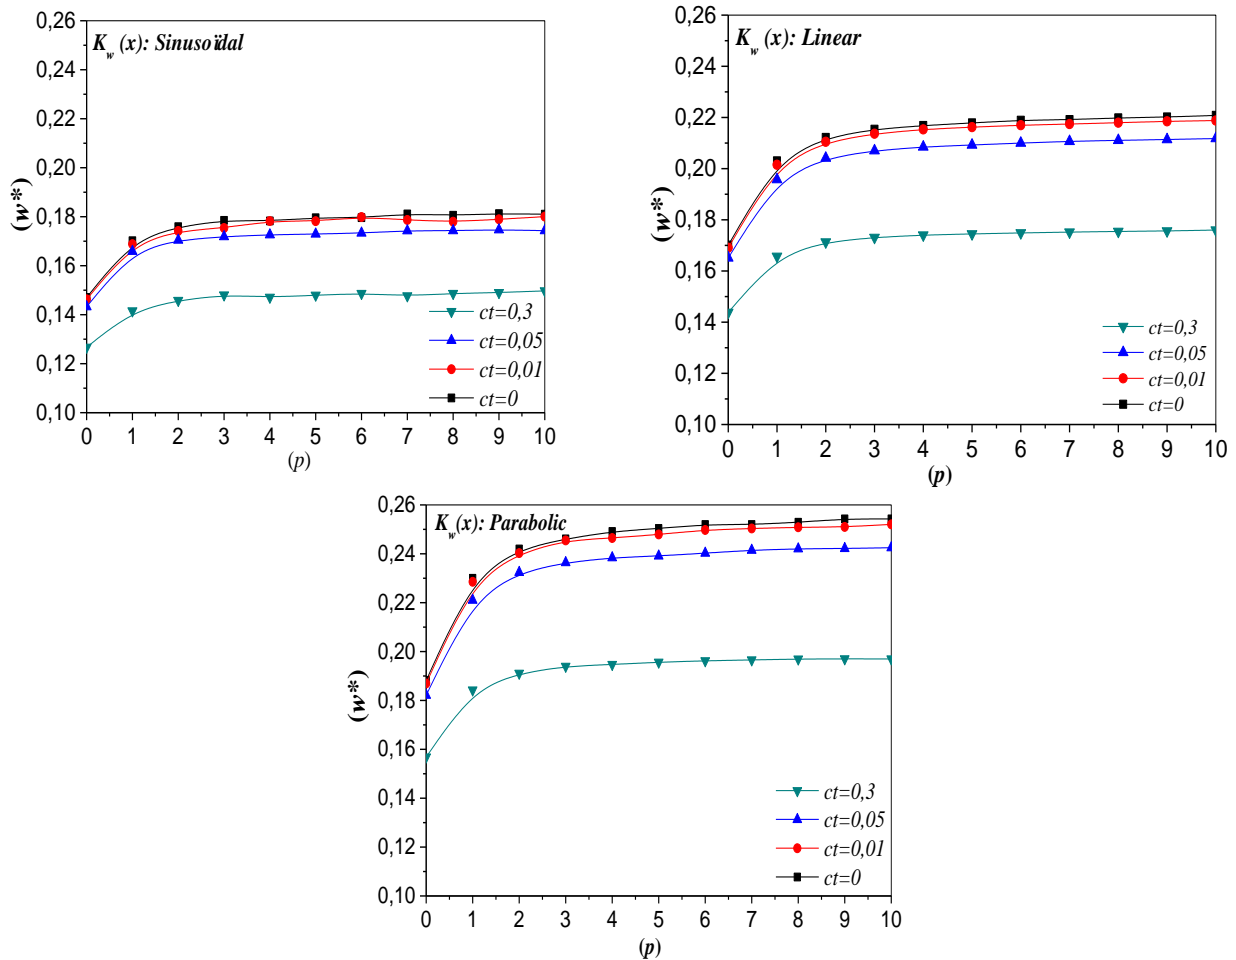 K_w (x): Sinusoïdal
0,26
0,24
0,22
0,20
0,18
0,16
0,14
0,12
0,10
(w*)
0 1 2 3 4 5 6 7 8 9 10
(p)
ct=0,3
ct=0,05
ct=0,01
ct=0
K_w (x): Linear
0,26
0,24
0,22
0,20
0,18
0,16
0,14
0,12
0,10
(w*)
0 1 2 3 4 5 6 7 8 9 10
(p)
ct=0,3
ct=0,05
ct=0,01
ct=0
K_w(x): Parabolic
0,26
0,24
0,22
0,20
0,18
0,16
0,14
0,12
0,10
(w*)
0 1 2 3 4 5 6 7 8 9 10
(p)
ct=0,3
ct=0,05
ct=0,01
ct=0